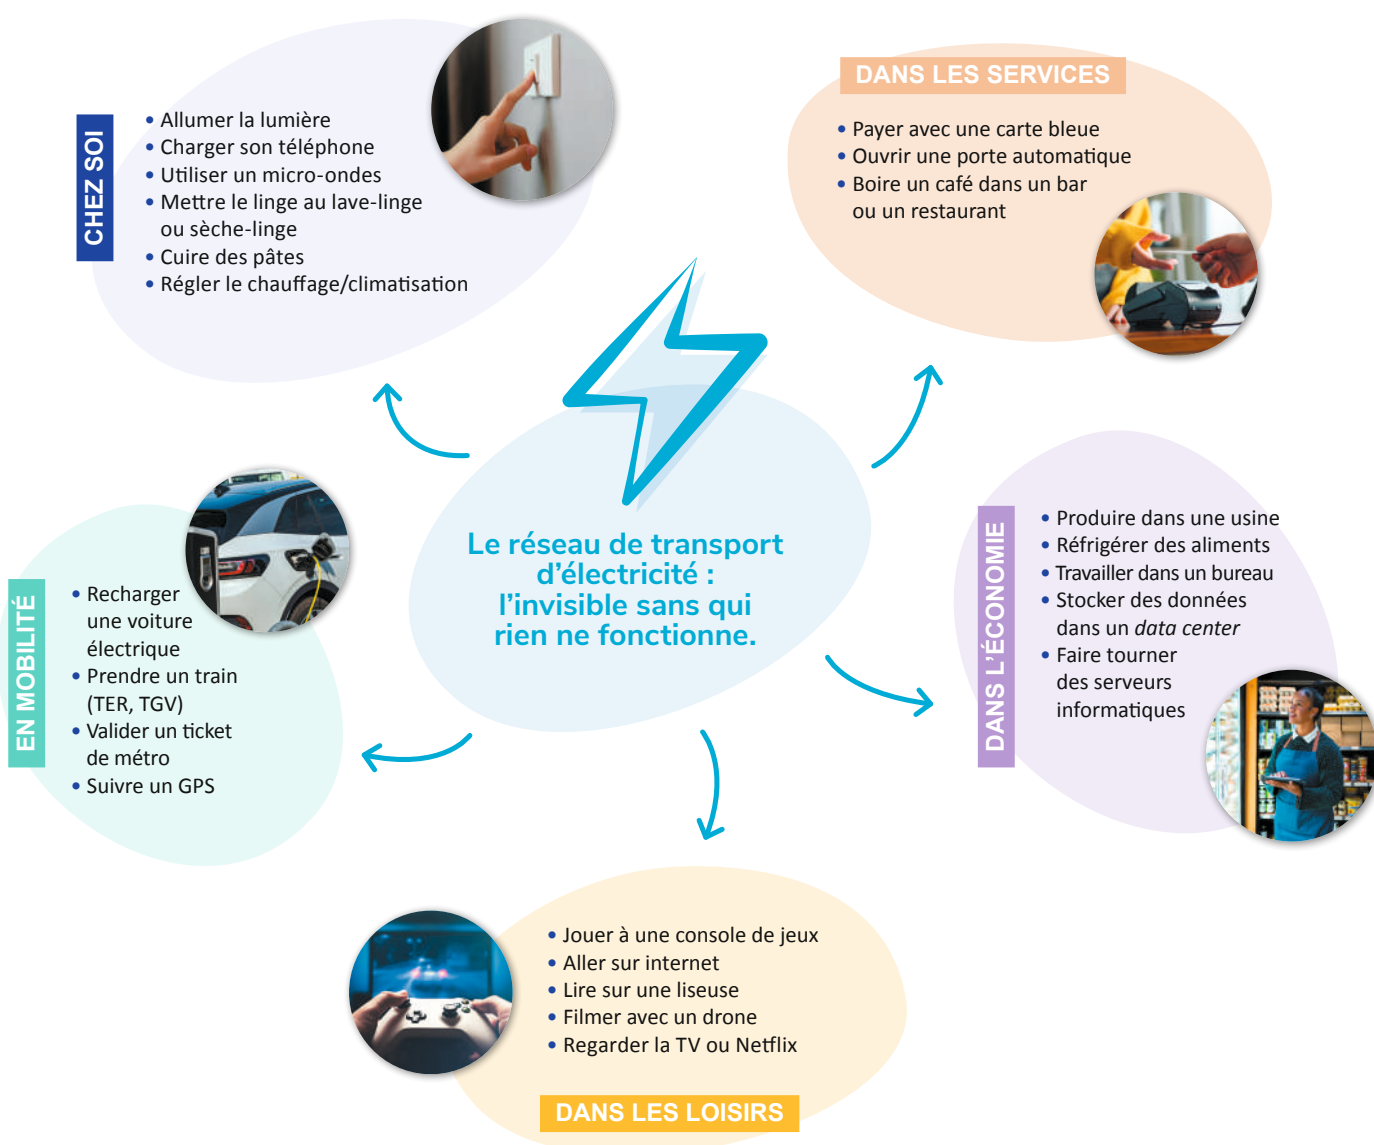 CHEZ SOI
• Allumer la lumière
• Charger son téléphone
• Utiliser un micro-ondes
• Mettre le linge au lave-linge
ou sèche-linge
• Cuire des pâtes
• Régler le chauffage/climatisation
DANS LES SERVICES
• Payer avec une carte bleue
• Ouvrir une porte automatique
• Boire un café dans un bar
ou un restaurant
Le réseau de transport
d’électricité :
l’invisible sans qui
rien ne fonctionne.
EN MOBILITÉ
• Recharger
une voiture
électrique
• Prendre un train
(TER, TGV)
• Valider un ticket
de métro
• Suivre un GPS
DANS L’ÉCONOMIE
• Produire dans une usine
• Réfrigérer des aliments
• Travailler dans un bureau
• Stocker des données
dans un data center
• Faire tourner
des serveurs
informatiques
• Jouer à une console de jeux
• Aller sur internet
• Lire sur une liseuse
• Filmer avec un drone
• Regarder la TV ou Netflix
DANS LES LOISIRS